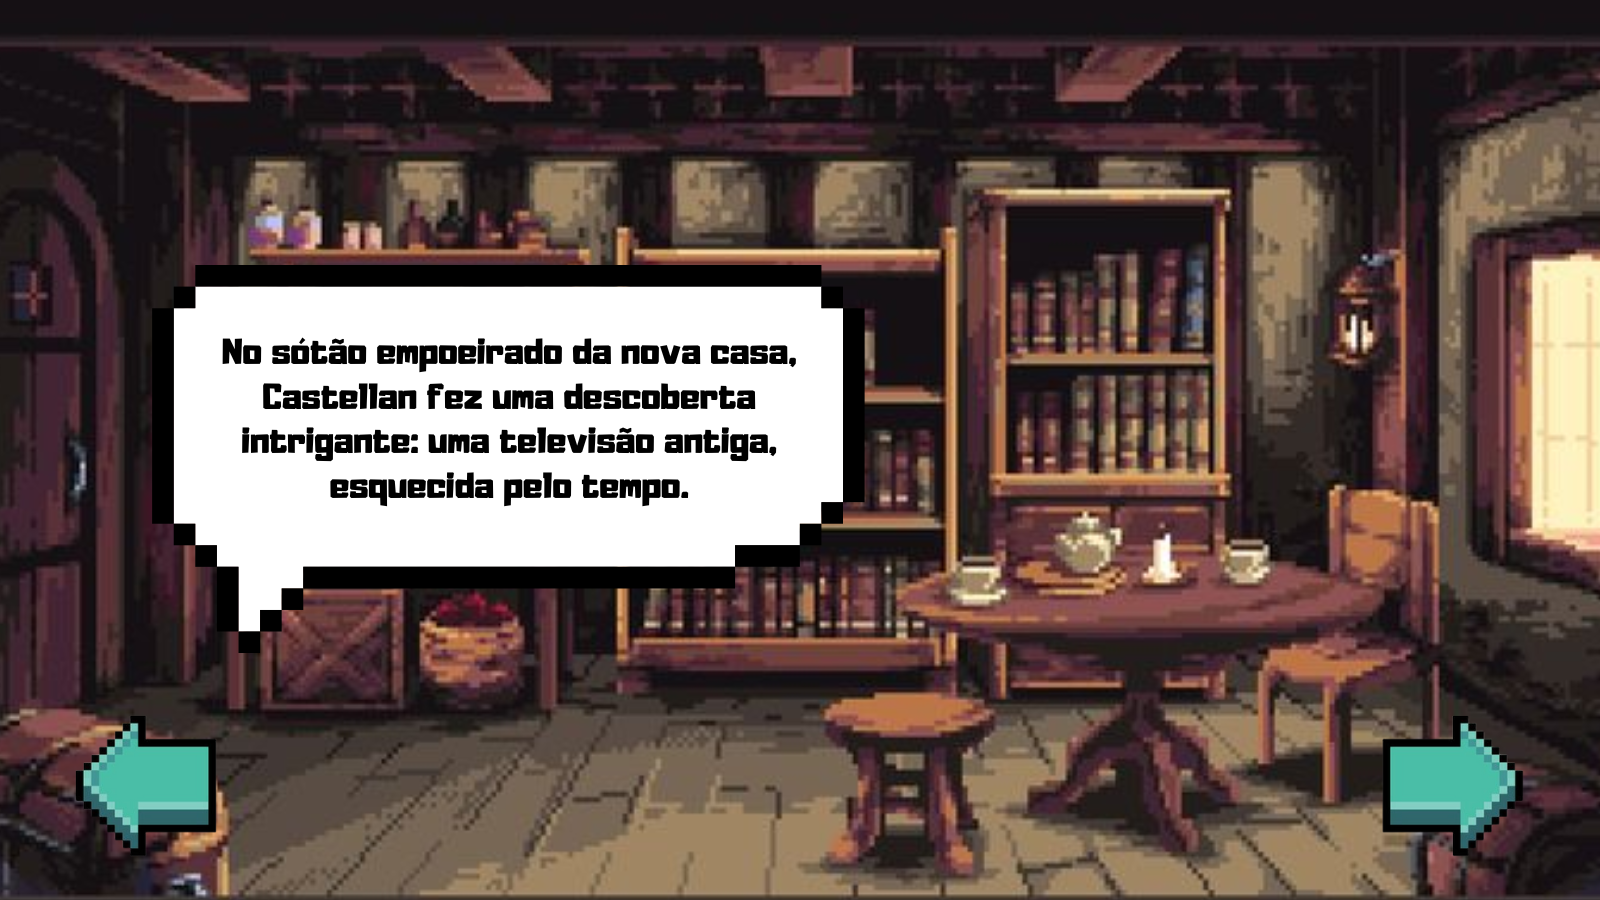 No sótão empoeirado da nova casa,
Castellan fez uma descoberta
intrigante: uma televisão antiga,
esquecida pelo tempo.